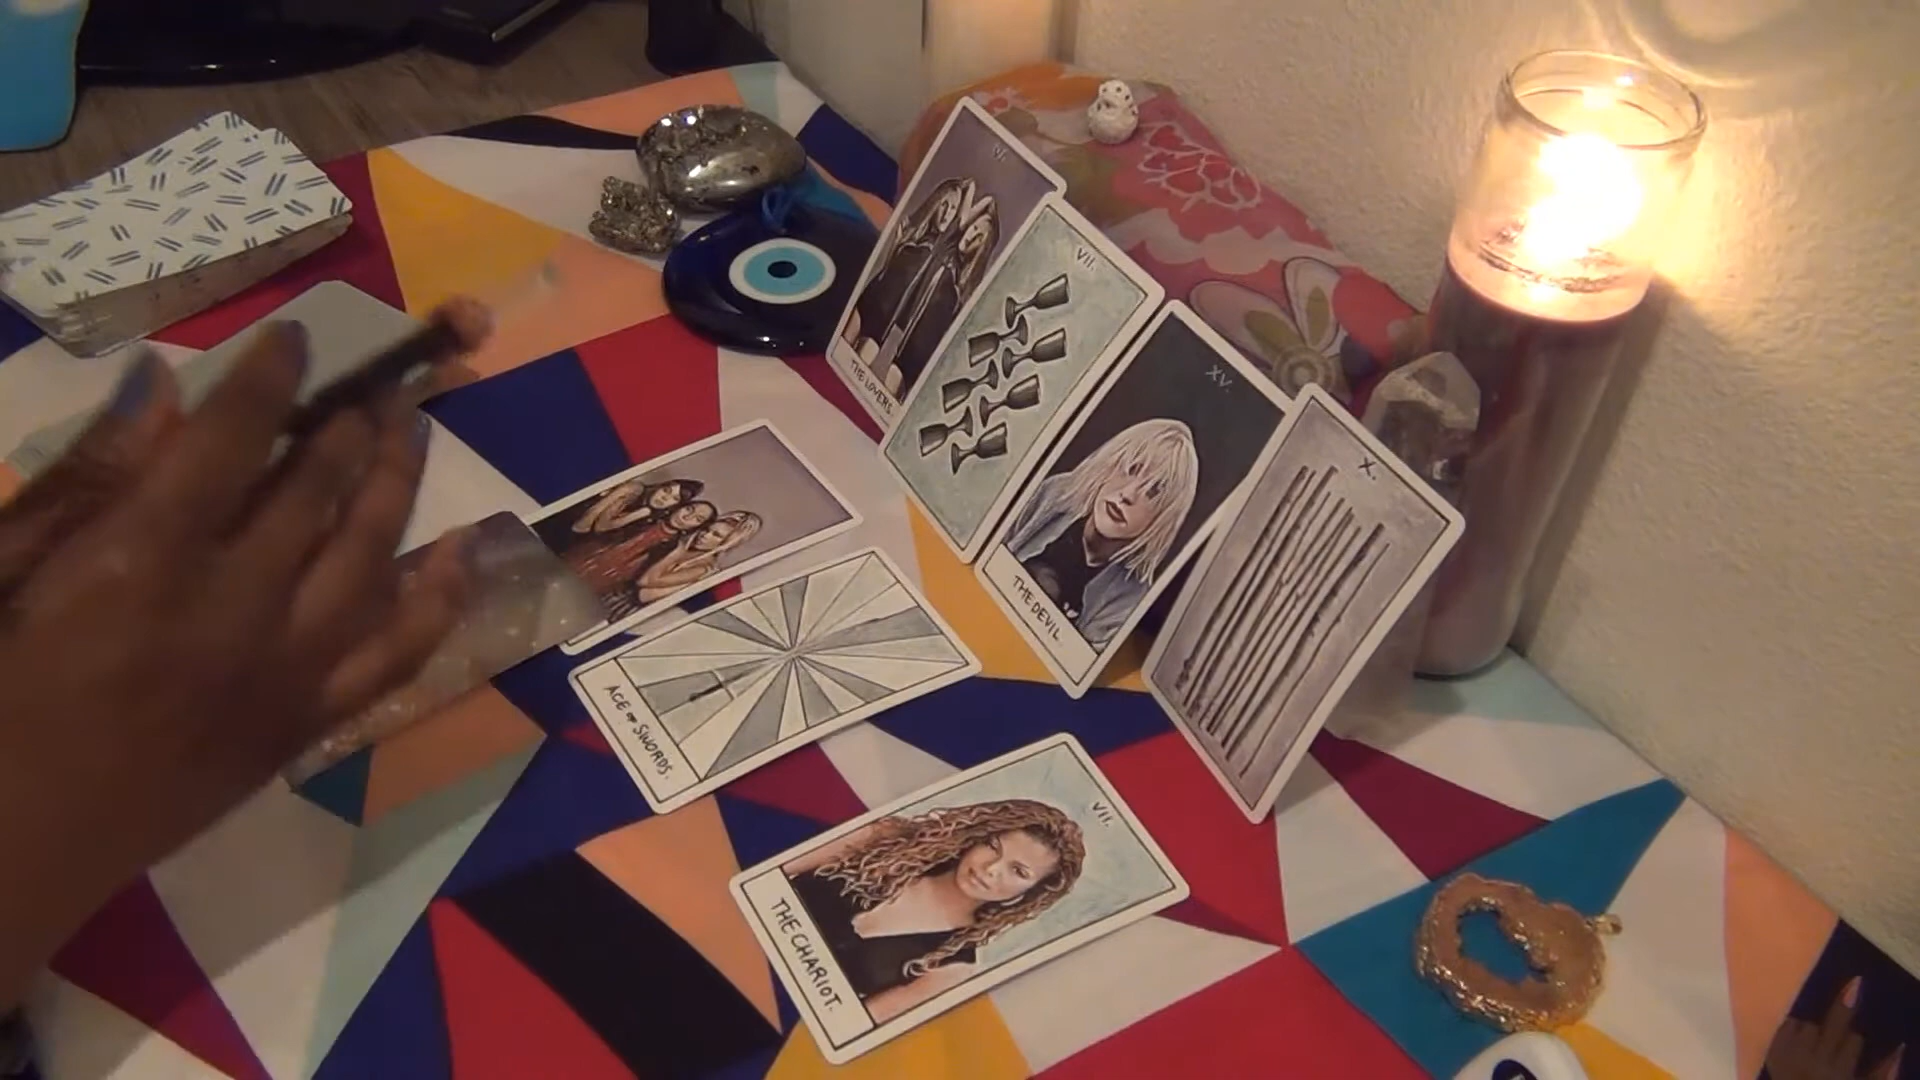 VI.
THE LOVERS.
VII.
XV.
THE DEVIL.
X.
ACE OF SWORDS.
VII.
THE CHARIOT.